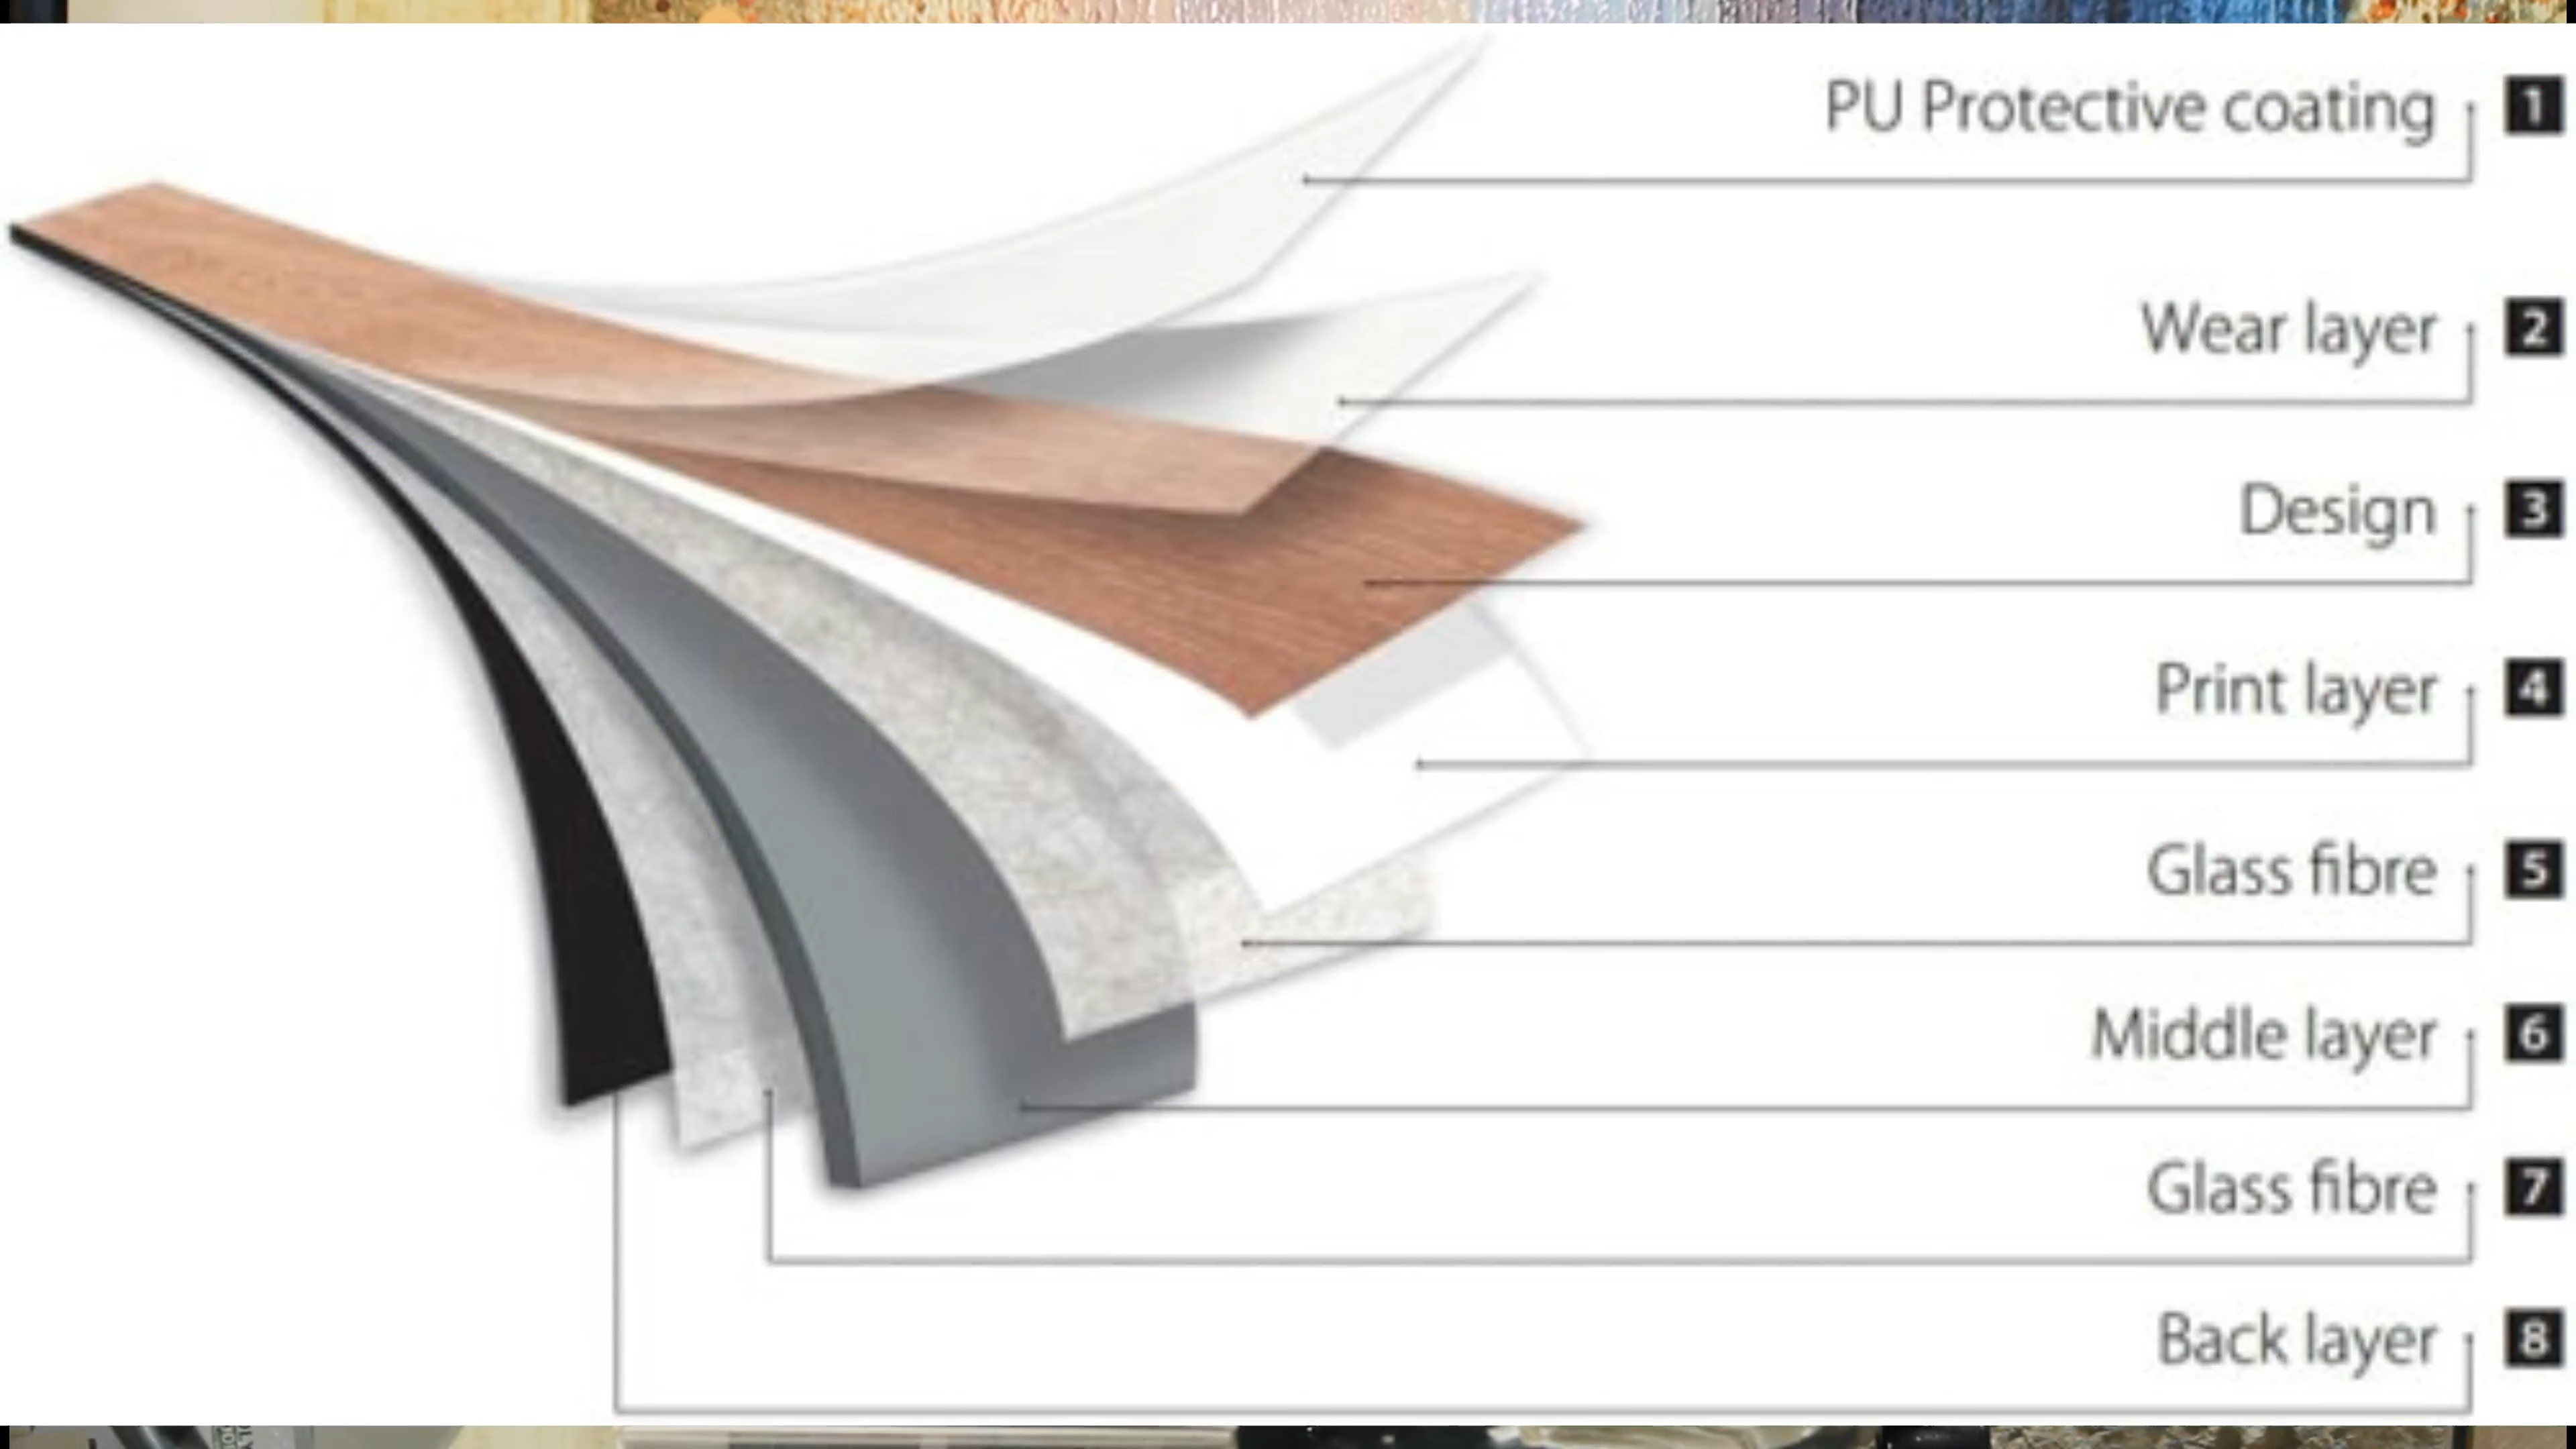 PU Protective coating 1
Wear layer 2
Design 3
Print layer 4
Glass fibre 5
Middle layer 6
Glass fibre 7
Back layer 8